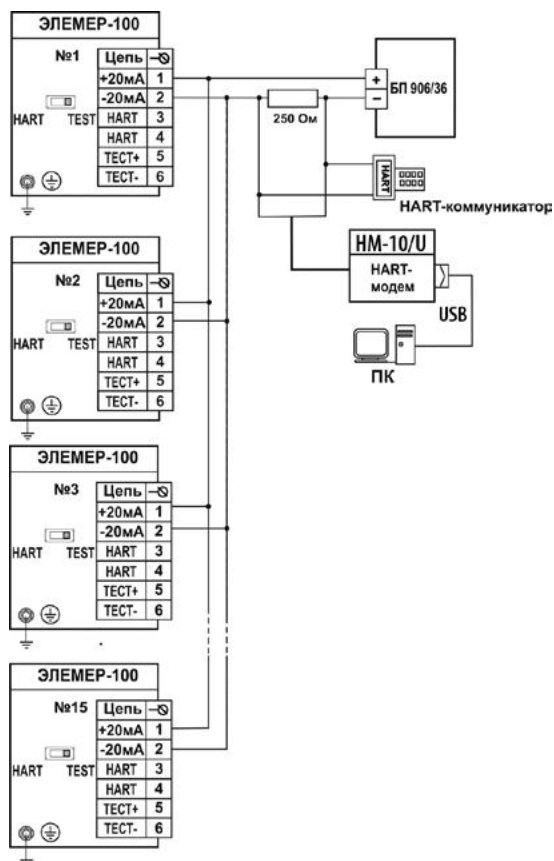 ЭЛЕМЕР-100
№1
Цепь
+20мА 1
-20мА 2
HART 3
HART 4
ТЕСТ+ 5
ТЕСТ- 6
HART TEST
+
–
БП 906/36
250 Ом
HART
HART-коммуникатор
НМ-10/U
HART-
модем
USB
ПК
ЭЛЕМЕР-100
№2
Цепь
+20мА 1
-20мА 2
HART 3
HART 4
ТЕСТ+ 5
ТЕСТ- 6
HART TEST
ЭЛЕМЕР-100
№3
Цепь
+20мА 1
-20мА 2
HART 3
HART 4
ТЕСТ+ 5
ТЕСТ- 6
HART TEST
ЭЛЕМЕР-100
№15
Цепь
+20мА 1
-20мА 2
HART 3
HART 4
ТЕСТ+ 5
ТЕСТ- 6
HART TEST